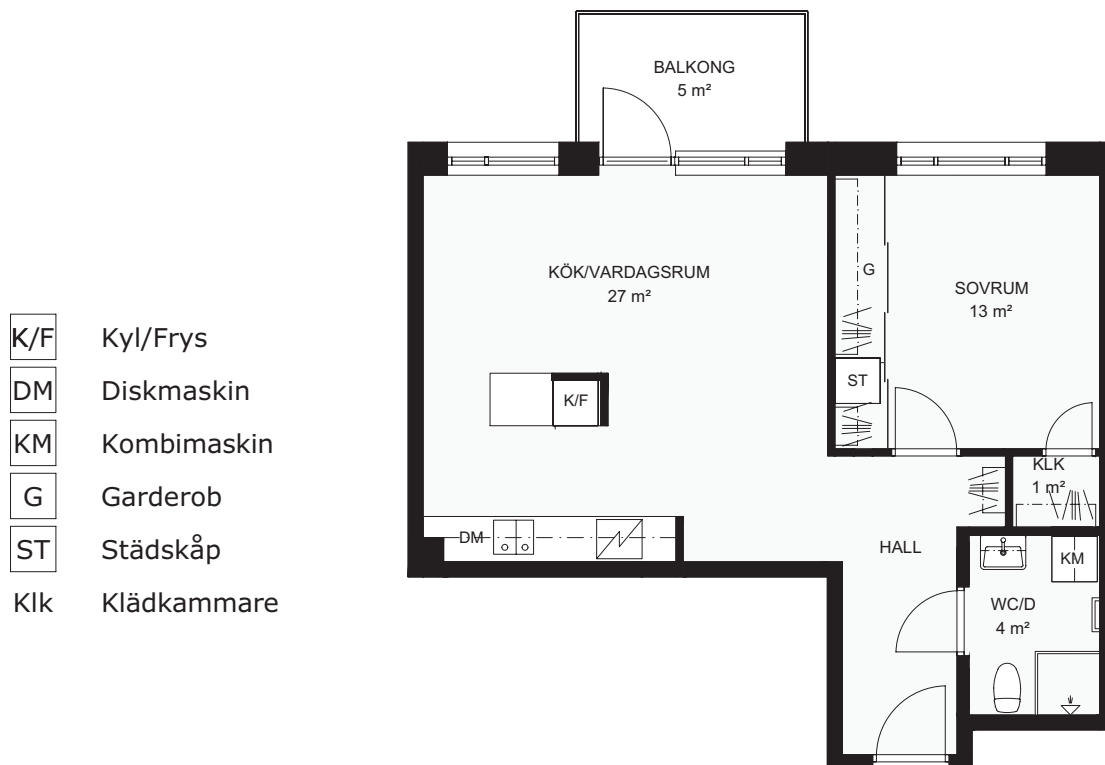 BALKONG
5 m²
KÖK/VARDAGSRUM
27 m²
G
SOVRUM
13 m²
ST
K/F
KLK
1 m²
DM
HALL
KM
WC/D
4 m²
K/F Kyl/Frys
DM Diskmaskin
KM Kombimaskin
G Garderob
ST Städskåp
Klk Klädkammare